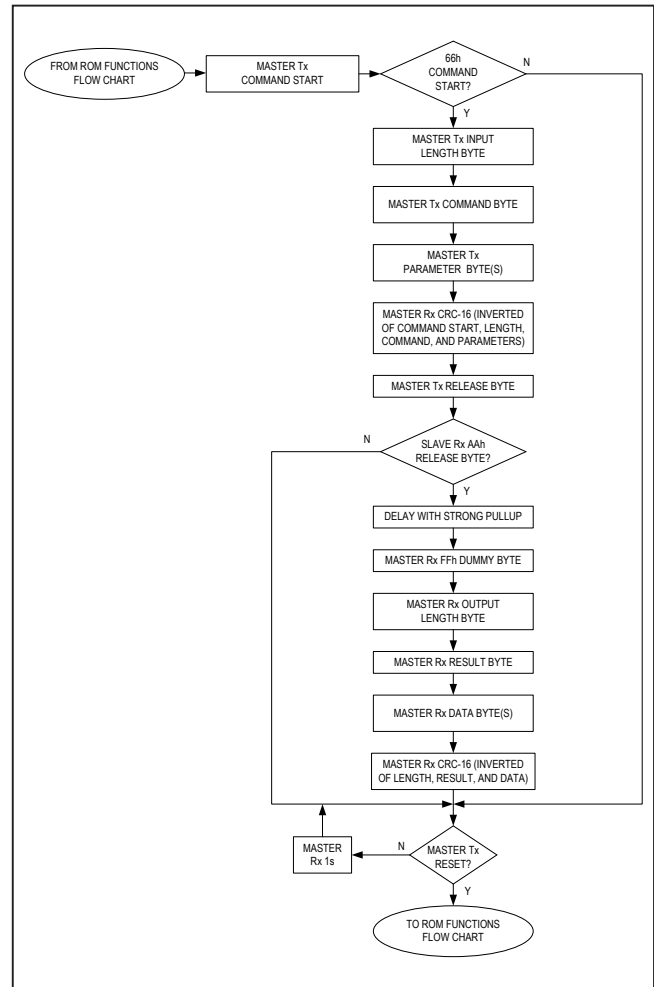 FROM ROM FUNCTIONS
FLOW CHART
MASTER Tx
COMMAND START
66h
COMMAND
START?
N
Y
MASTER Tx INPUT
LENGTH BYTE
MASTER Tx COMMAND BYTE
MASTER Tx
PARAMETER BYTE(S)
MASTER Rx CRC-16 (INVERTED
OF COMMAND START, LENGTH,
COMMAND, AND PARAMETERS)
MASTER Tx RELEASE BYTE
N
SLAVE Rx AAh
RELEASE BYTE?
Y
DELAY WITH STRONG PULLUP
MASTER Rx FFh DUMMY BYTE
MASTER Rx OUTPUT
LENGTH BYTE
MASTER Rx RESULT BYTE
MASTER Rx DATA BYTE(S)
MASTER Rx CRC-16 (INVERTED
OF LENGTH, RESULT, AND DATA)
MASTER
Rx 1s
N
MASTER Tx
RESET?
Y
TO ROM FUNCTIONS
FLOW CHART